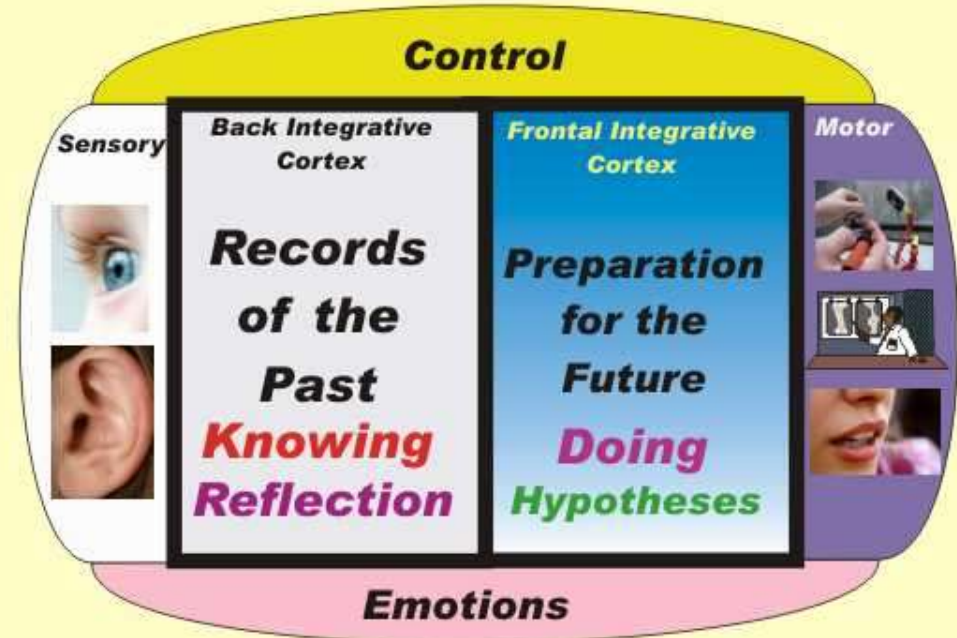 Control
Sensory
Back Integrative
Cortex
Records
of the
Past
Knowing
Reflection
Frontal Integrative
Cortex
Preparation
for the
Future
Doing
Hypotheses
Motor
Emotions